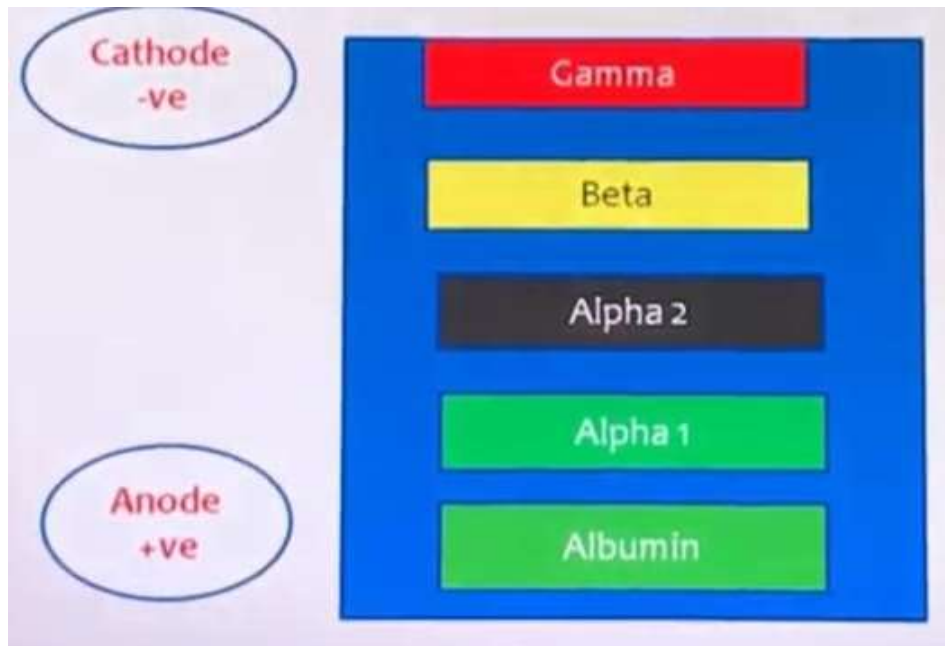 Cathode
-ve
Gamma
Beta
Alpha 2
Alpha 1
Anode
+ve
Albumin